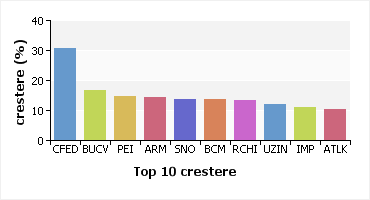 crestere (%)
40
30
20
10
0
CFED BUCV PEI ARM SNO BCM RCHI UZIN IMP ATLK
Top 10 crestere